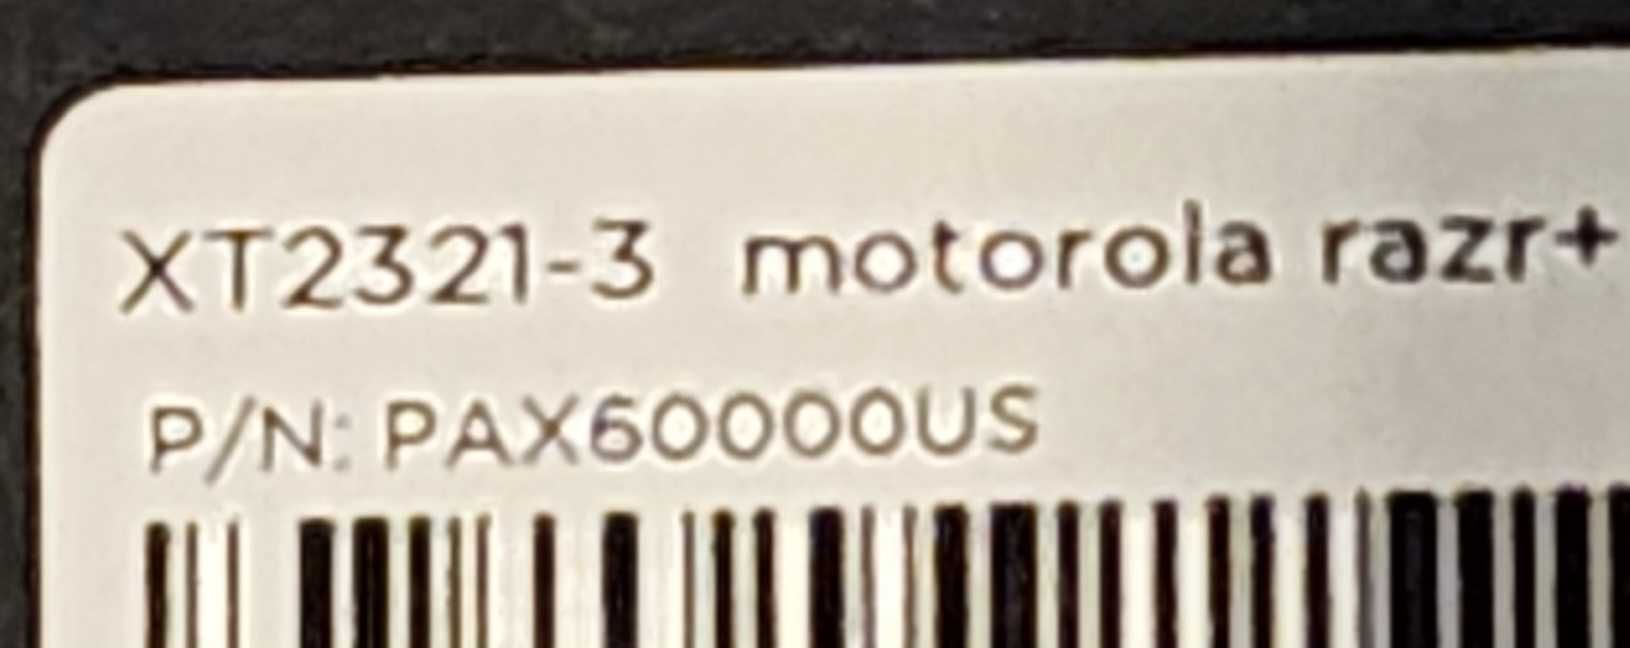 XT2321-3 motorola razr+
P/N: PAX60000US